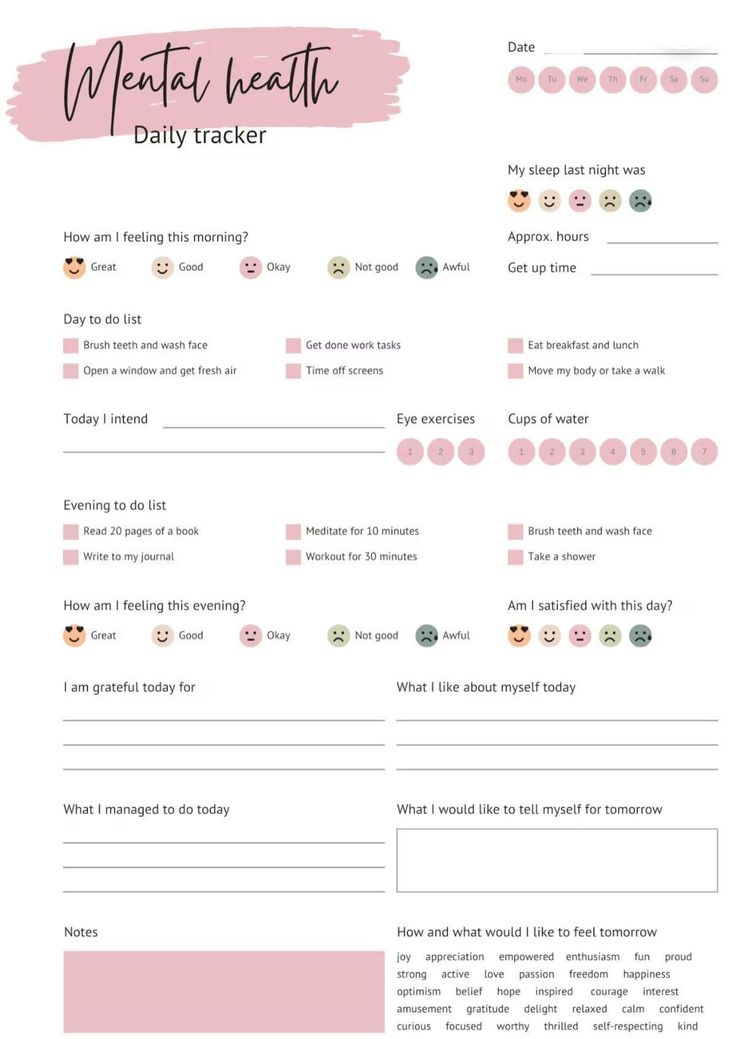 Mental health
Daily tracker
Date
Mo Tu We Th Fr Sa Su
My sleep last night was
How am I feeling this morning?
Great Good Okay Not good Awful
Approx. hours
Get up time
Day to do list
Brush teeth and wash face
Get done work tasks
Eat breakfast and lunch
Open a window and get fresh air
Time off screens
Move my body or take a walk
Today I intend
Eye exercises
1 2 3
Cups of water
1 2 3 4 5 6 7
Evening to do list
Read 20 pages of a book
Meditate for 10 minutes
Brush teeth and wash face
Write to my journal
Workout for 30 minutes
Take a shower
How am I feeling this evening?
Great Good Okay Not good Awful
Am I satisfied with this day?
I am grateful today for
What I like about myself today
What I managed to do today
What I would like to tell myself for tomorrow
Notes
How and what would I like to feel tomorrow
joy appreciation empowered enthusiasm fun proud
strong active love passion freedom happiness
optimism belief hope inspired courage interest
amusement gratitude delight relaxed calm confident
curious focused worthy thrilled self-respecting kind